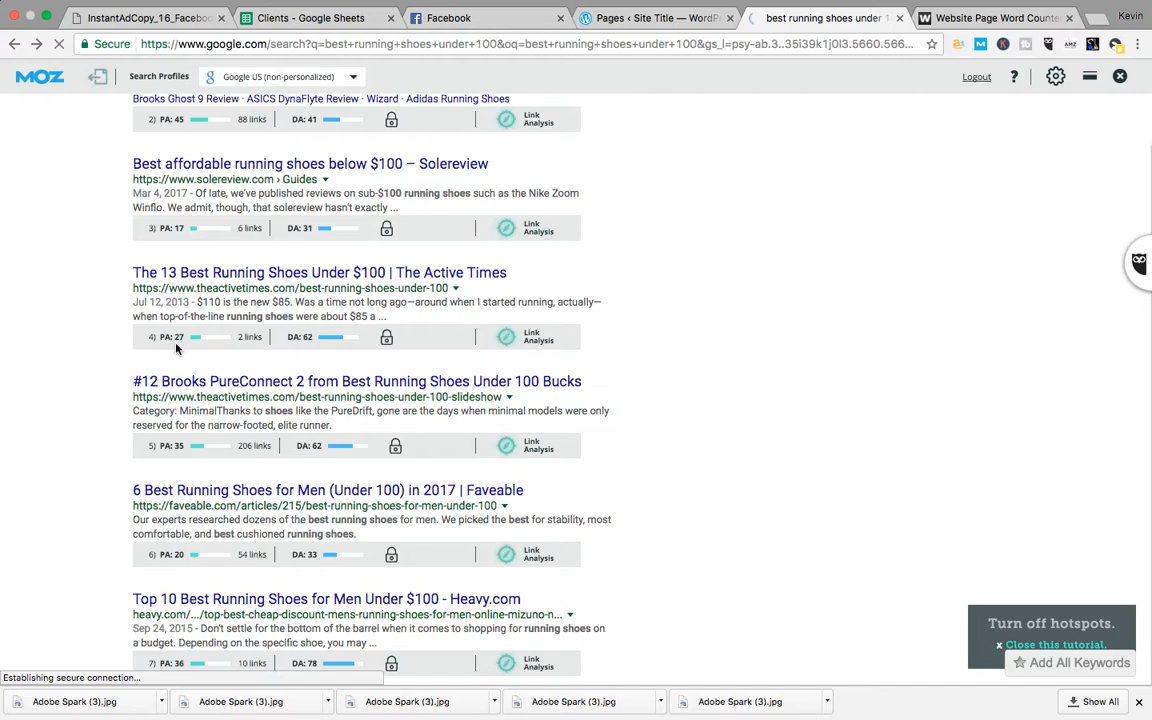 InstantAdCopy_16_Facebook
Clients - Google Sheets
Facebook
Pages ‹ Site Title — WordPr
best running shoes under 1
Website Page Word Counte
Kevin
Secure
https://www.google.com/search?q=best+running+shoes+under+100&oq=best+running+shoes+under+100&gs_l=psy-ab.3..35i39k1j0l3.5660.566...
MOZ
Search Profiles
Google US (non-personalized)
Logout
?
Brooks Ghost 9 Review · ASICS DynaFlyte Review · Wizard · Adidas Running Shoes
2) PA: 45 88 links DA: 41 Link Analysis
Best affordable running shoes below $100 – Solereview
https://www.solereview.com › Guides
Mar 4, 2017 - Of late, we've published reviews on sub-$100 running shoes such as the Nike Zoom
Winflo. We admit, though, that solereview hasn't exactly ...
3) PA: 17 6 links DA: 31 Link Analysis
The 13 Best Running Shoes Under $100 | The Active Times
https://www.theactivetimes.com/best-running-shoes-under-100
Jul 12, 2013 - $110 is the new $85. Was a time not long ago—around when I started running, actually—
when top-of-the-line running shoes were about $85 a ...
4) PA: 27 2 links DA: 62 Link Analysis
#12 Brooks PureConnect 2 from Best Running Shoes Under 100 Bucks
https://www.theactivetimes.com/best-running-shoes-under-100-slideshow
Category: MinimalThanks to shoes like the PureDrift, gone are the days when minimal models were only
reserved for the narrow-footed, elite runner.
5) PA: 35 206 links DA: 62 Link Analysis
6 Best Running Shoes for Men (Under 100) in 2017 | Faveable
https://faveable.com/articles/215/best-running-shoes-for-men-under-100
Our experts researched dozens of the best running shoes for men. We picked the best for stability, most
comfortable, and best cushioned running shoes.
6) PA: 20 54 links DA: 33 Link Analysis
Top 10 Best Running Shoes for Men Under $100 - Heavy.com
heavy.com/.../top-best-cheap-discount-mens-running-shoes-for-men-online-mizuno-n...
Sep 24, 2015 - Don't settle for the bottom of the barrel when it comes to shopping for running shoes on
a budget. Depending on the specific shoe, you may ...
7) PA: 36 10 links DA: 78 Link Analysis
Turn off hotspots.
x Close this tutorial.
Add All Keywords
Establishing secure connection...
Adobe Spark (3).jpg
Adobe Spark (3).jpg
Adobe Spark (3).jpg
Adobe Spark (3).jpg
Adobe Spark (3).jpg
Show All